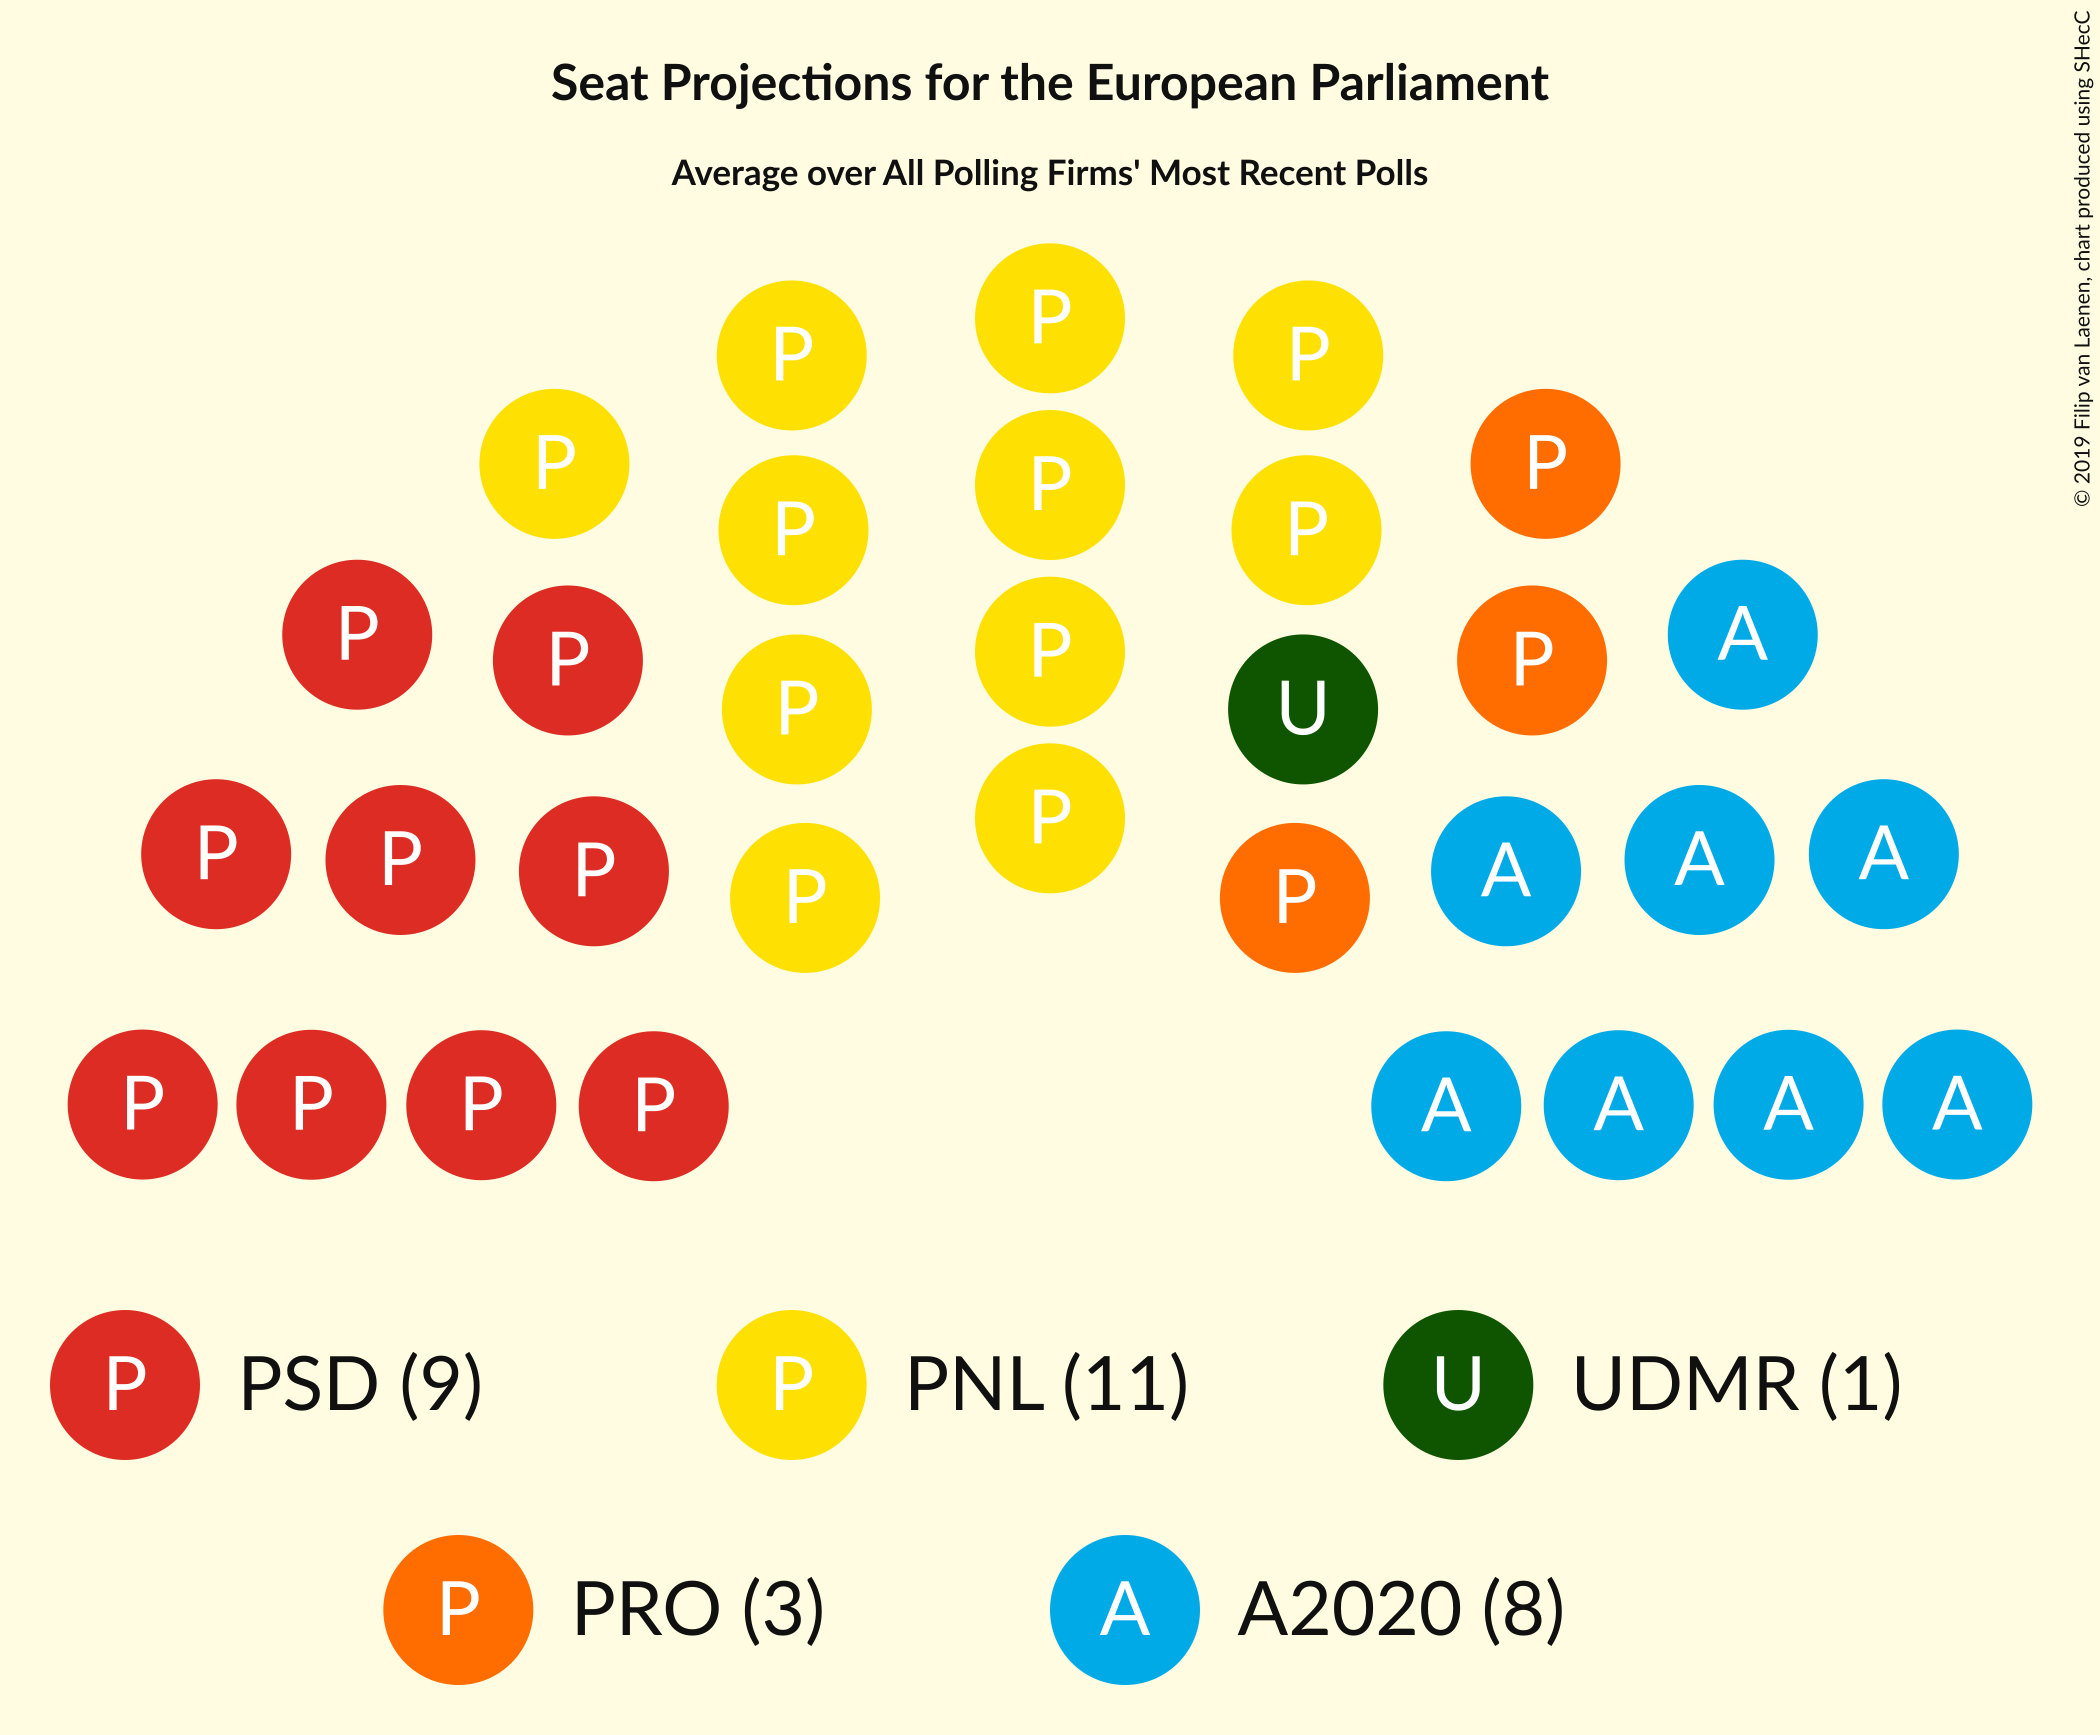 Seat Projections for the European Parliament
Average over All Polling Firms' Most Recent Polls
© 2019 Filip van Laenen, chart produced using SHecC
P P P
P P
P P P
P P A
P P U
P P P A A A
P P
P P P P A A A A
P PSD (9) P PNL (11) U UDMR (1)
P PRO (3) A A2020 (8)